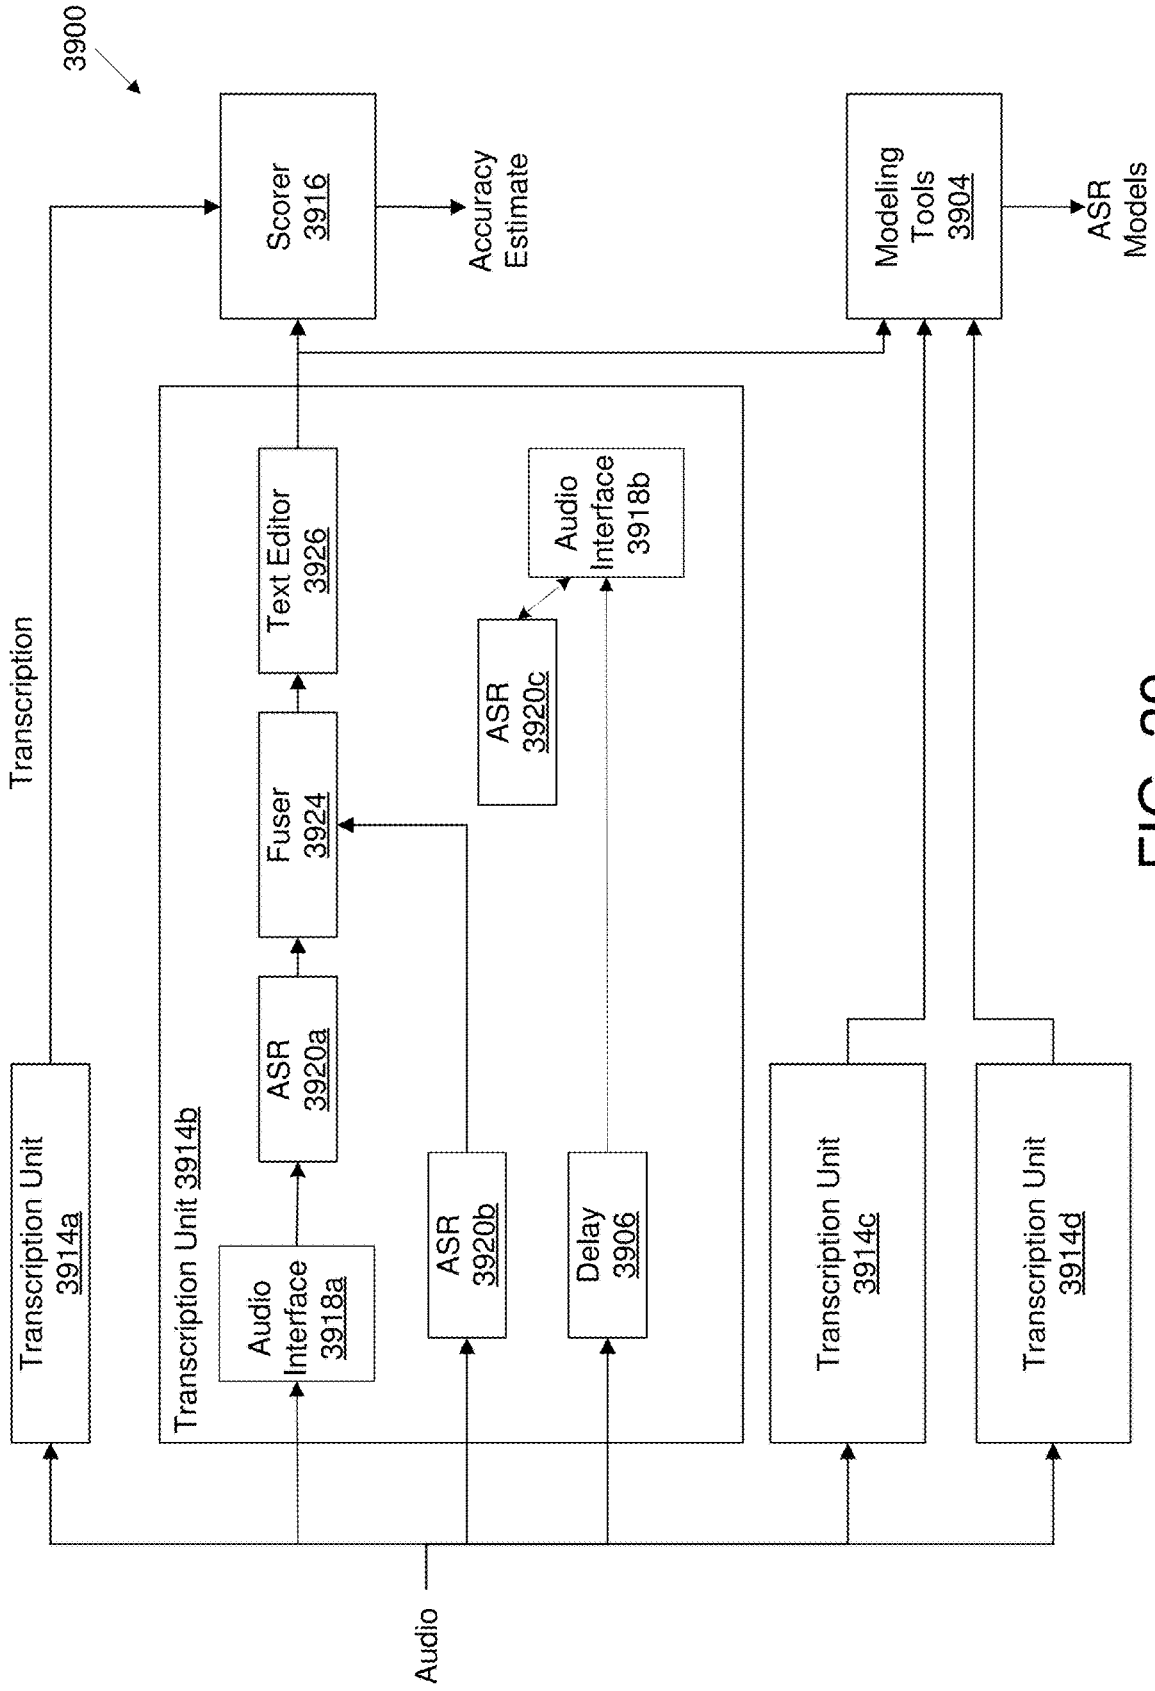 3900
Transcription
Transcription Unit
3914a
Scorer
3916
Accuracy
Estimate
Transcription Unit 3914b
Audio
Interface
3918a
ASR
3920a
Fuser
3924
Text Editor
3926
ASR
3920b
ASR
3920c
Audio
Interface
3918b
Delay
3906
Audio
Transcription Unit
3914c
Transcription Unit
3914d
Modeling
Tools
3904
ASR
Models
FIG.